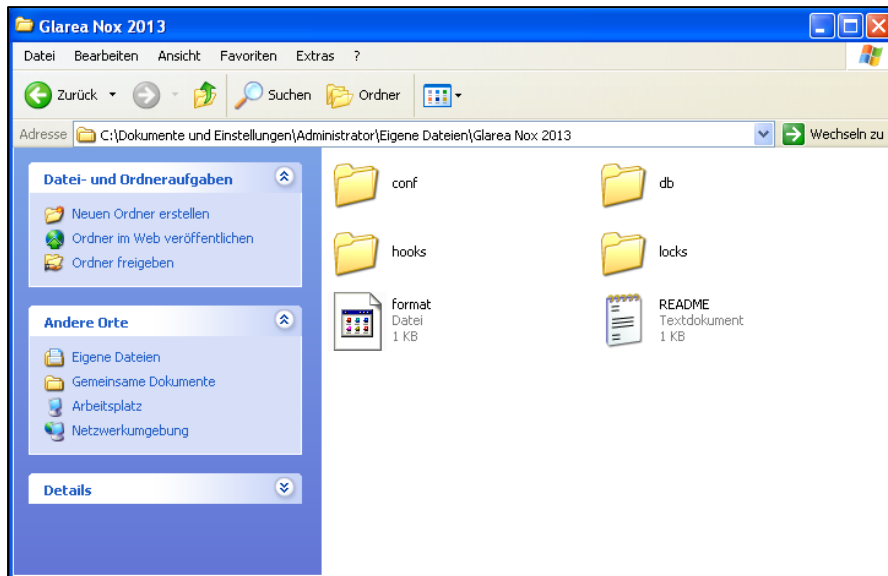 Glarea Nox 2013
Datei Bearbeiten Ansicht Favoriten Extras ?
Zurück Suchen Ordner
Adresse C:\Dokumente und Einstellungen\Administrator\Eigene Dateien\Glarea Nox 2013 Wechseln zu
Datei- und Ordneraufgaben
Neuen Ordner erstellen
Ordner im Web veröffentlichen
Ordner freigeben
Andere Orte
Eigene Dateien
Gemeinsame Dokumente
Arbeitsplatz
Netzwerkumgebung
Details
conf
db
hooks
locks
format
Datei
1 KB
README
Textdokument
1 KB